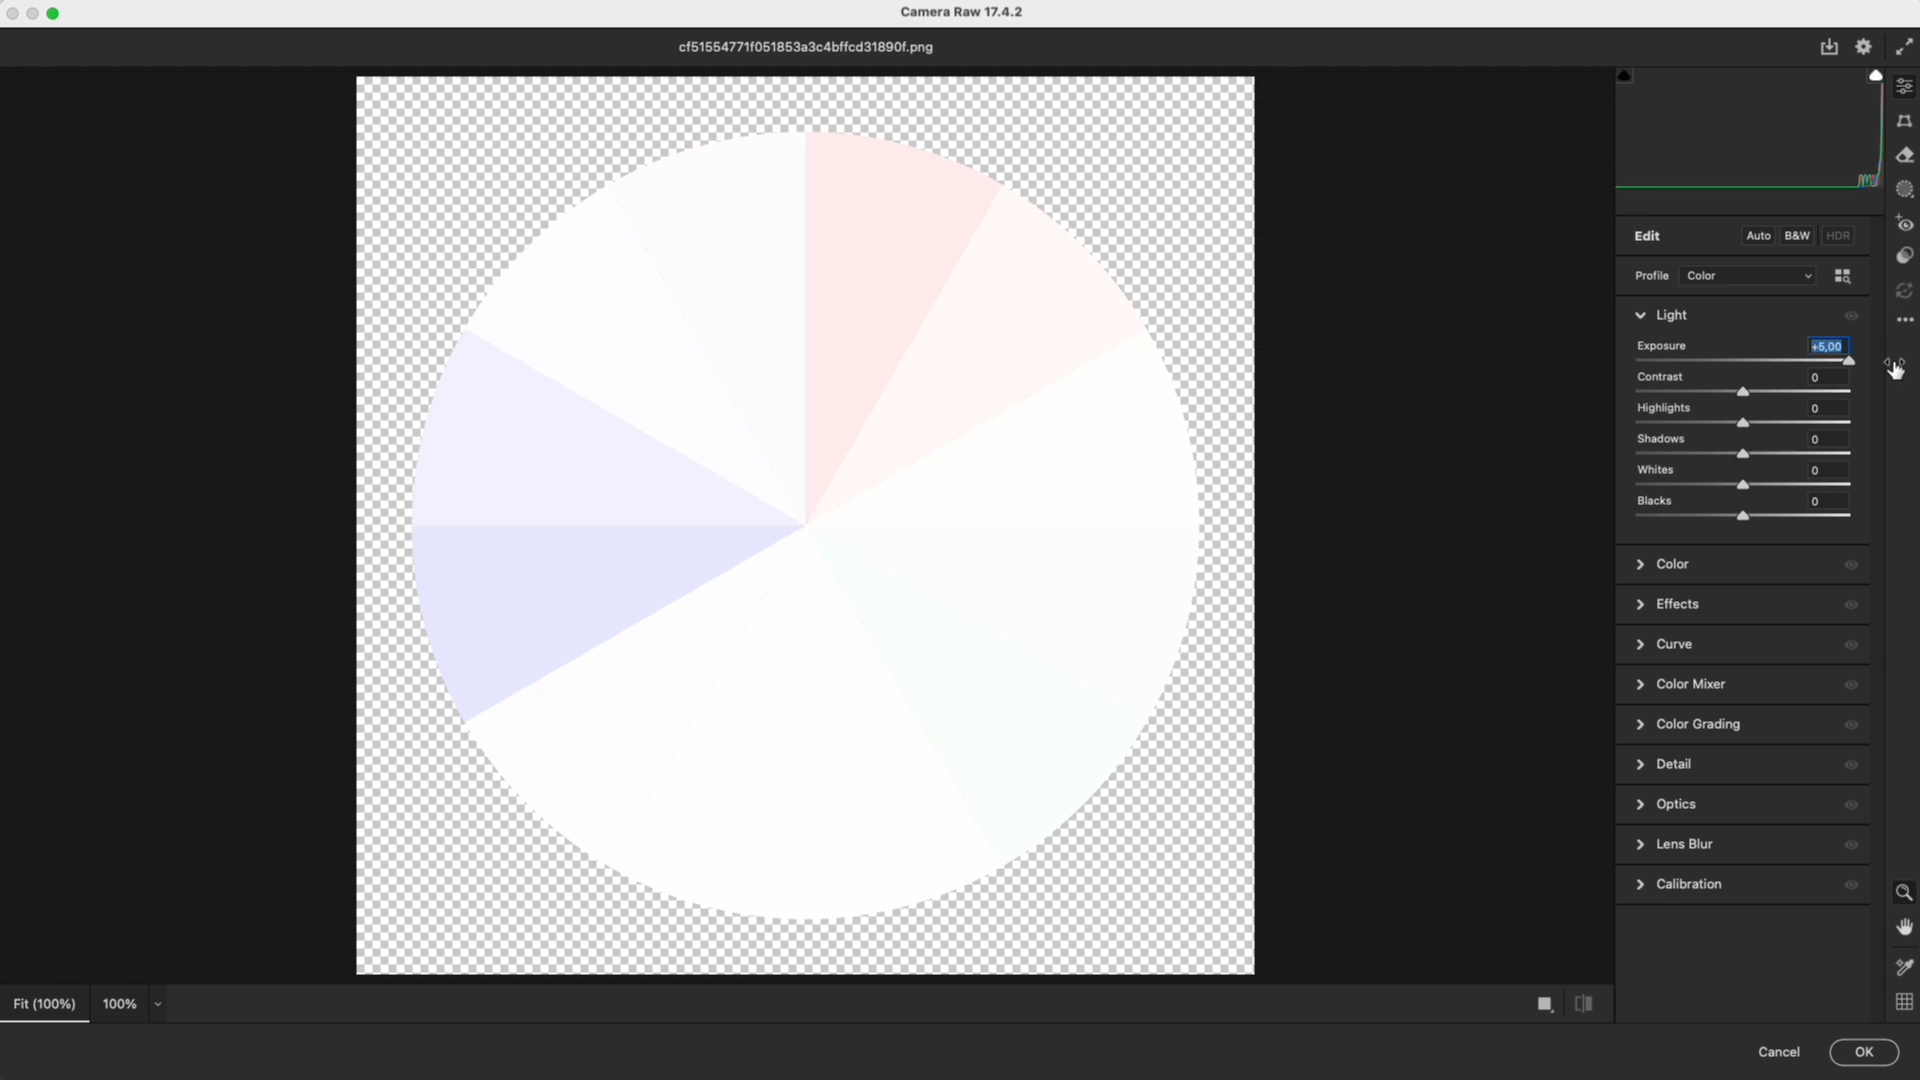 Camera Raw 17.4.2
cf51554771f051853a3c4bffcd31890f.png
Edit Auto B&W HDR
Profile Color
Light
Exposure +5,00
Contrast 0
Highlights 0
Shadows 0
Whites 0
Blacks 0
Color
Effects
Curve
Color Mixer
Color Grading
Detail
Optics
Lens Blur
Calibration
Fit (100%) 100%
Cancel OK